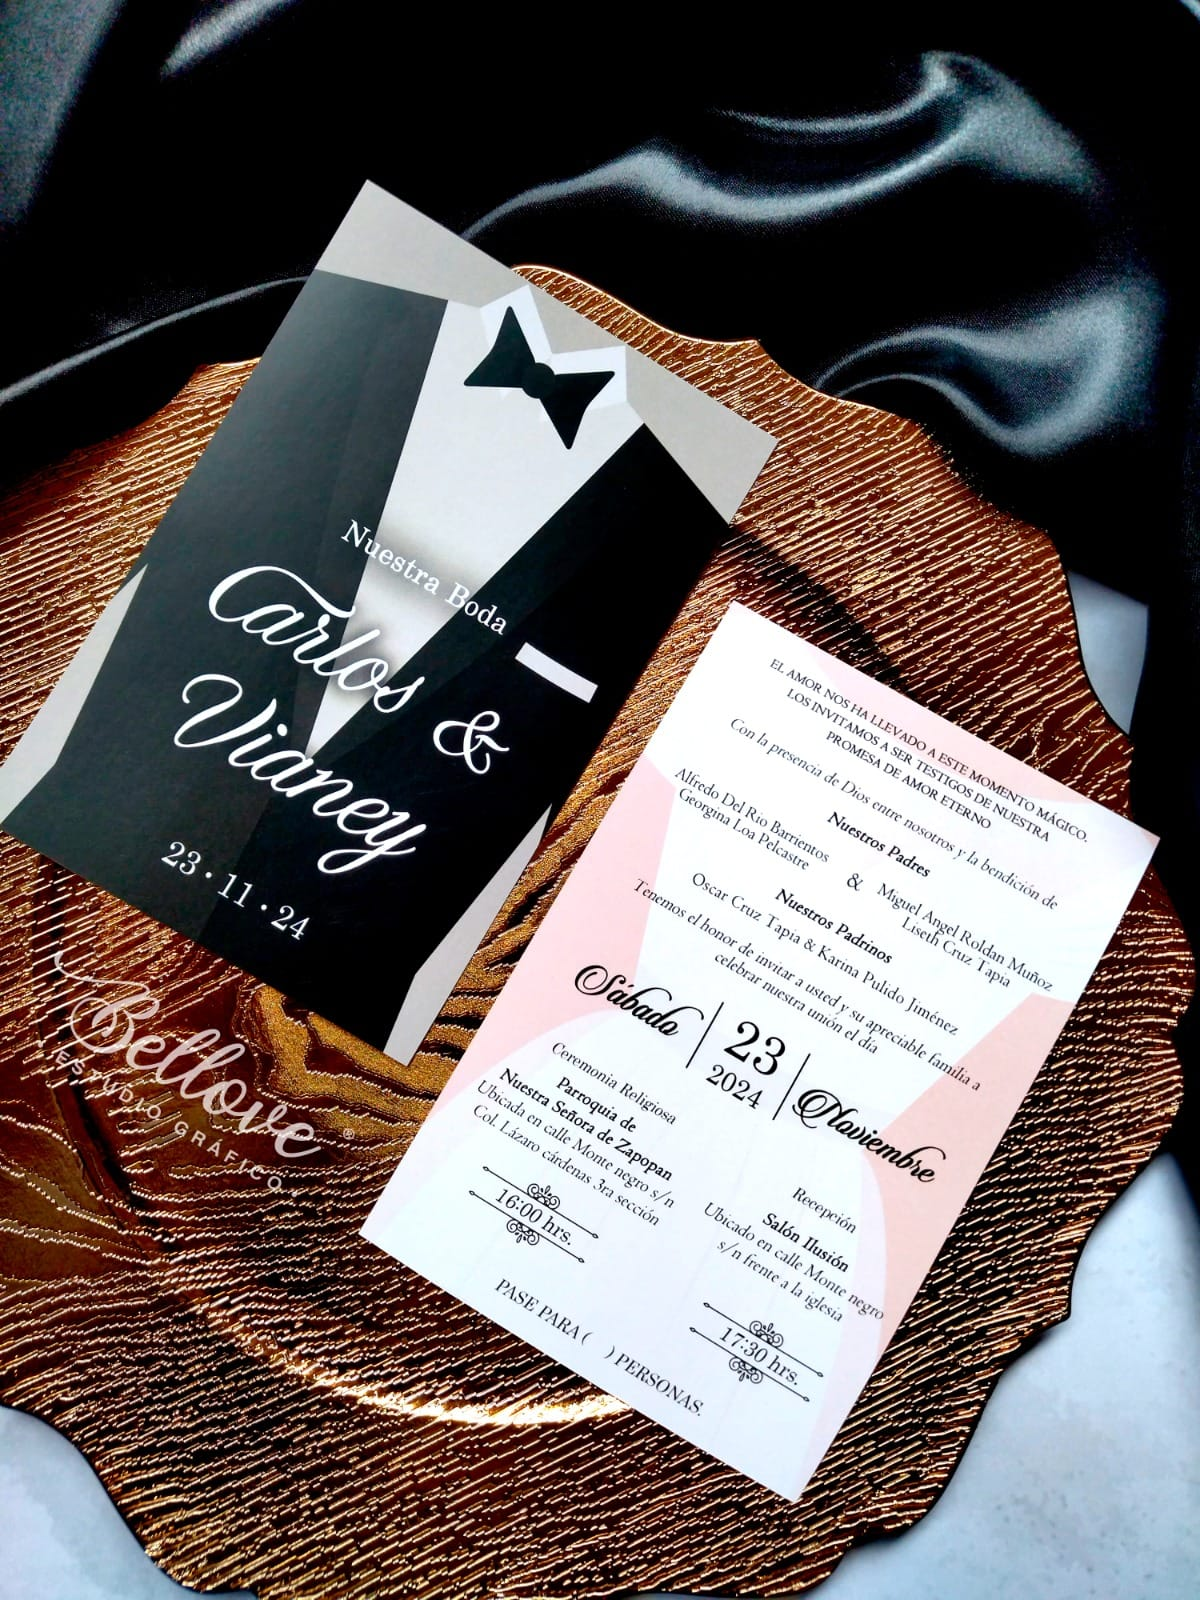 Nuestra Boda
Carlos &
Vianey
23 · 11 · 24
EL AMOR NOS HA LLEVADO A ESTE MOMENTO MÁGICO.
LOS INVITAMOS A SER TESTIGOS DE NUESTRA
PROMESA DE AMOR ETERNO
Con la presencia de Dios entre nosotros y la bendición de
Nuestros Padres
Alfredo Del Rio Barrientos
Georgina Loa Pelcastre
&
Miguel Angel Roldan Muñoz
Liseth Cruz Tapia
Nuestros Padrinos
Oscar Cruz Tapia & Karina Pulido Jiménez
Tenemos el honor de invitar a usted y su apreciable familia a
celebrar nuestra unión el día
Sábado
23
2024
Noviembre
Ceremonia Religiosa
Parroquia de
Nuestra Señora de Zapopan
Ubicada en calle Monte negro s/n
Col. Lázaro cárdenas 3ra sección
16:00 hrs.
Recepción
Salón Ilusión
Ubicado en calle Monte negro
s/n frente a la iglesia
17:30 hrs.
PASE PARA ( ) PERSONAS.
Bellove®
ESTUDIO GRÁFICO